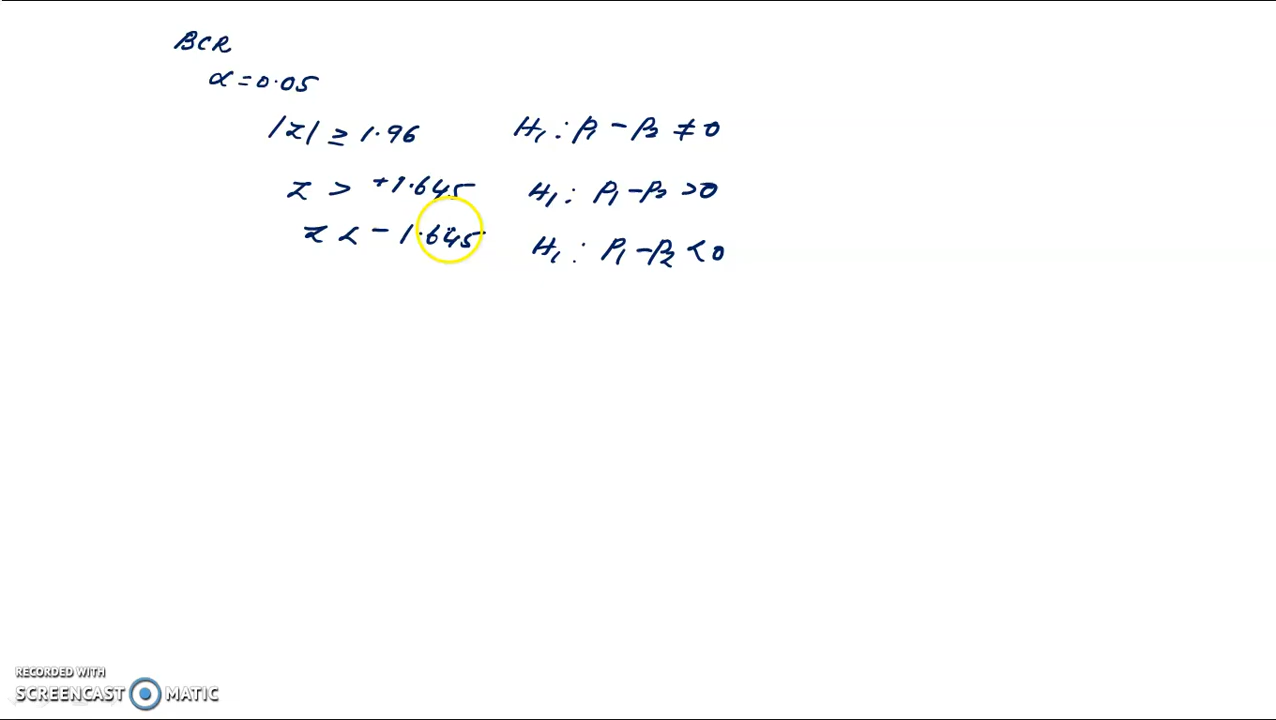 BCR
α = 0.05
|z| ≥ 1.96 H₁ : p₁ - p₂ ≠ 0
z > +1.645 H₁ : p₁ - p₂ > 0
z < -1.645 H₁ : p₁ - p₂ < 0
RECORDED WITH
SCREENCAST MATIC